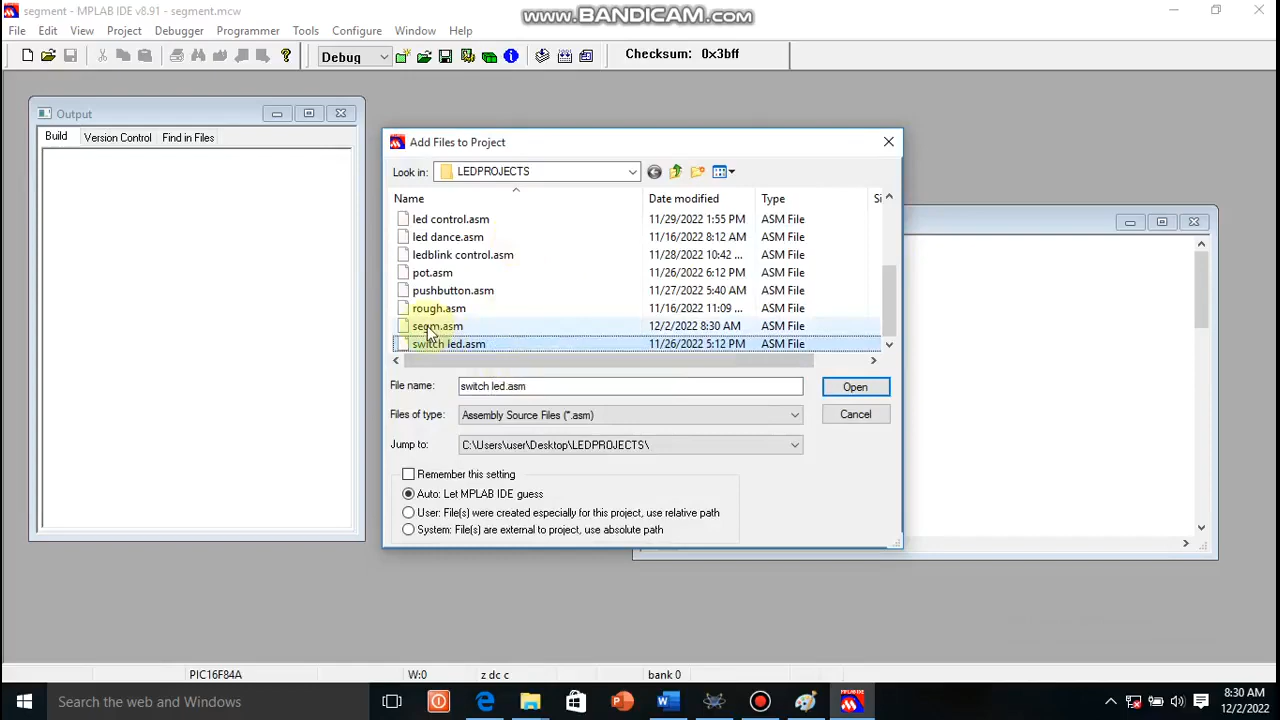 segment - MPLAB IDE v8.91 - segment.mcw
www.BANDICAM.com
File Edit View Project Debugger Programmer Tools Configure Window Help
Debug
Checksum: 0x3bff
Output
Build Version Control Find in Files
Add Files to Project
Look in: LEDPROJECTS
Name Date modified Type Si
led control.asm 11/29/2022 1:55 PM ASM File
led dance.asm 11/16/2022 8:12 AM ASM File
ledblink control.asm 11/28/2022 10:42 ... ASM File
pot.asm 11/26/2022 6:12 PM ASM File
pushbutton.asm 11/27/2022 5:40 AM ASM File
rough.asm 11/16/2022 11:09 ... ASM File
segm.asm 12/2/2022 8:30 AM ASM File
switch led.asm 11/26/2022 5:12 PM ASM File
File name: switch led.asm Open
Files of type: Assembly Source Files (*.asm) Cancel
Jump to: C:\Users\user\Desktop\LEDPROJECTS\
Remember this setting
Auto: Let MPLAB IDE guess
User: File(s) were created especially for this project, use relative path
System: File(s) are external to project, use absolute path
PIC16F84A W:0 z dc c bank 0
Search the web and Windows
8:30 AM
12/2/2022